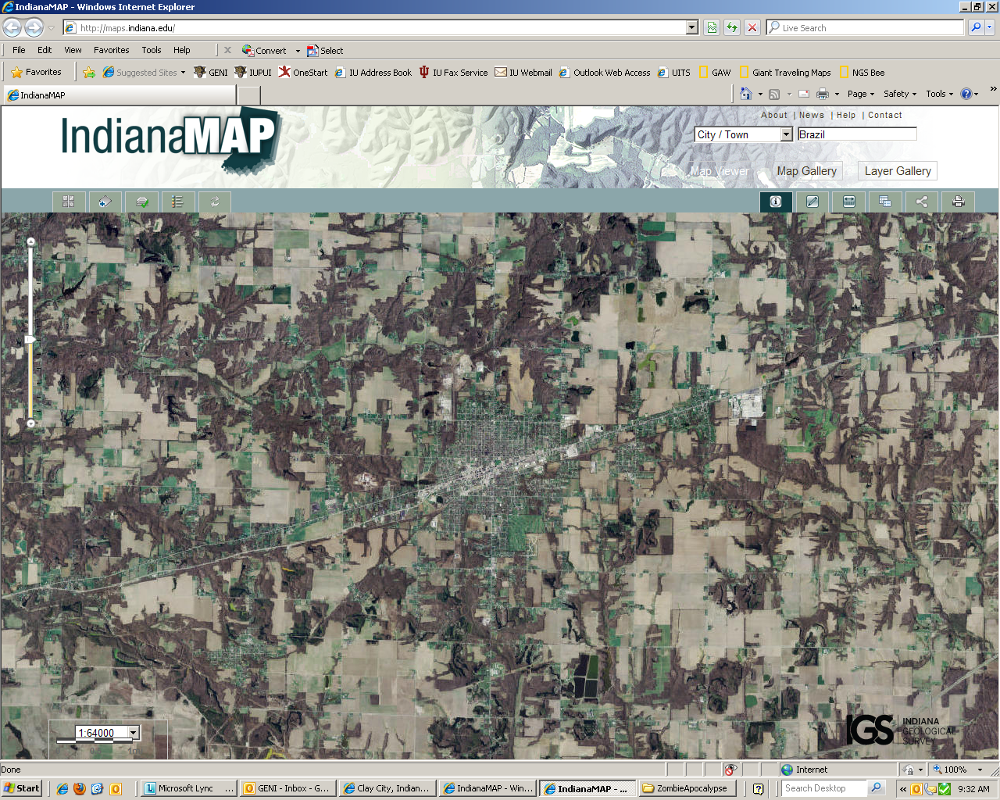 IndianaMAP - Windows Internet Explorer
http://maps.indiana.edu/
Live Search
File Edit View Favorites Tools Help
Convert Select
Favorites
Suggested Sites
GENI IUPUI OneStart IU Address Book IU Fax Service IU Webmail Outlook Web Access UITS GAW Giant Traveling Maps NGS Bee
IndianaMAP
Page Safety Tools
»
IndianaMAP
About | News | Help | Contact
City / Town Brazil
Map Viewer Map Gallery Layer Gallery
1:64000
IGS INDIANA
GEOLOGICAL
SURVEY
Done
Internet
100%
Start
Microsoft Lync
GENI - Inbox - G...
Clay City, Indian...
IndianaMAP - Win...
IndianaMAP - ...
ZombieApocalypse
Search Desktop
«
9:32 AM